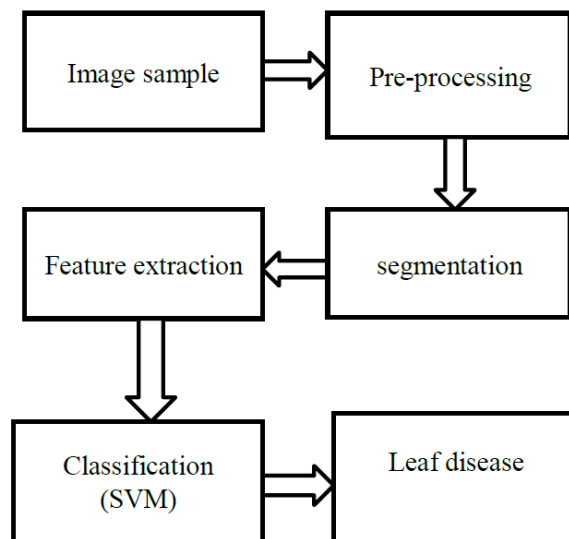 Image sample
Pre-processing
segmentation
Feature extraction
Classification
(SVM)
Leaf disease